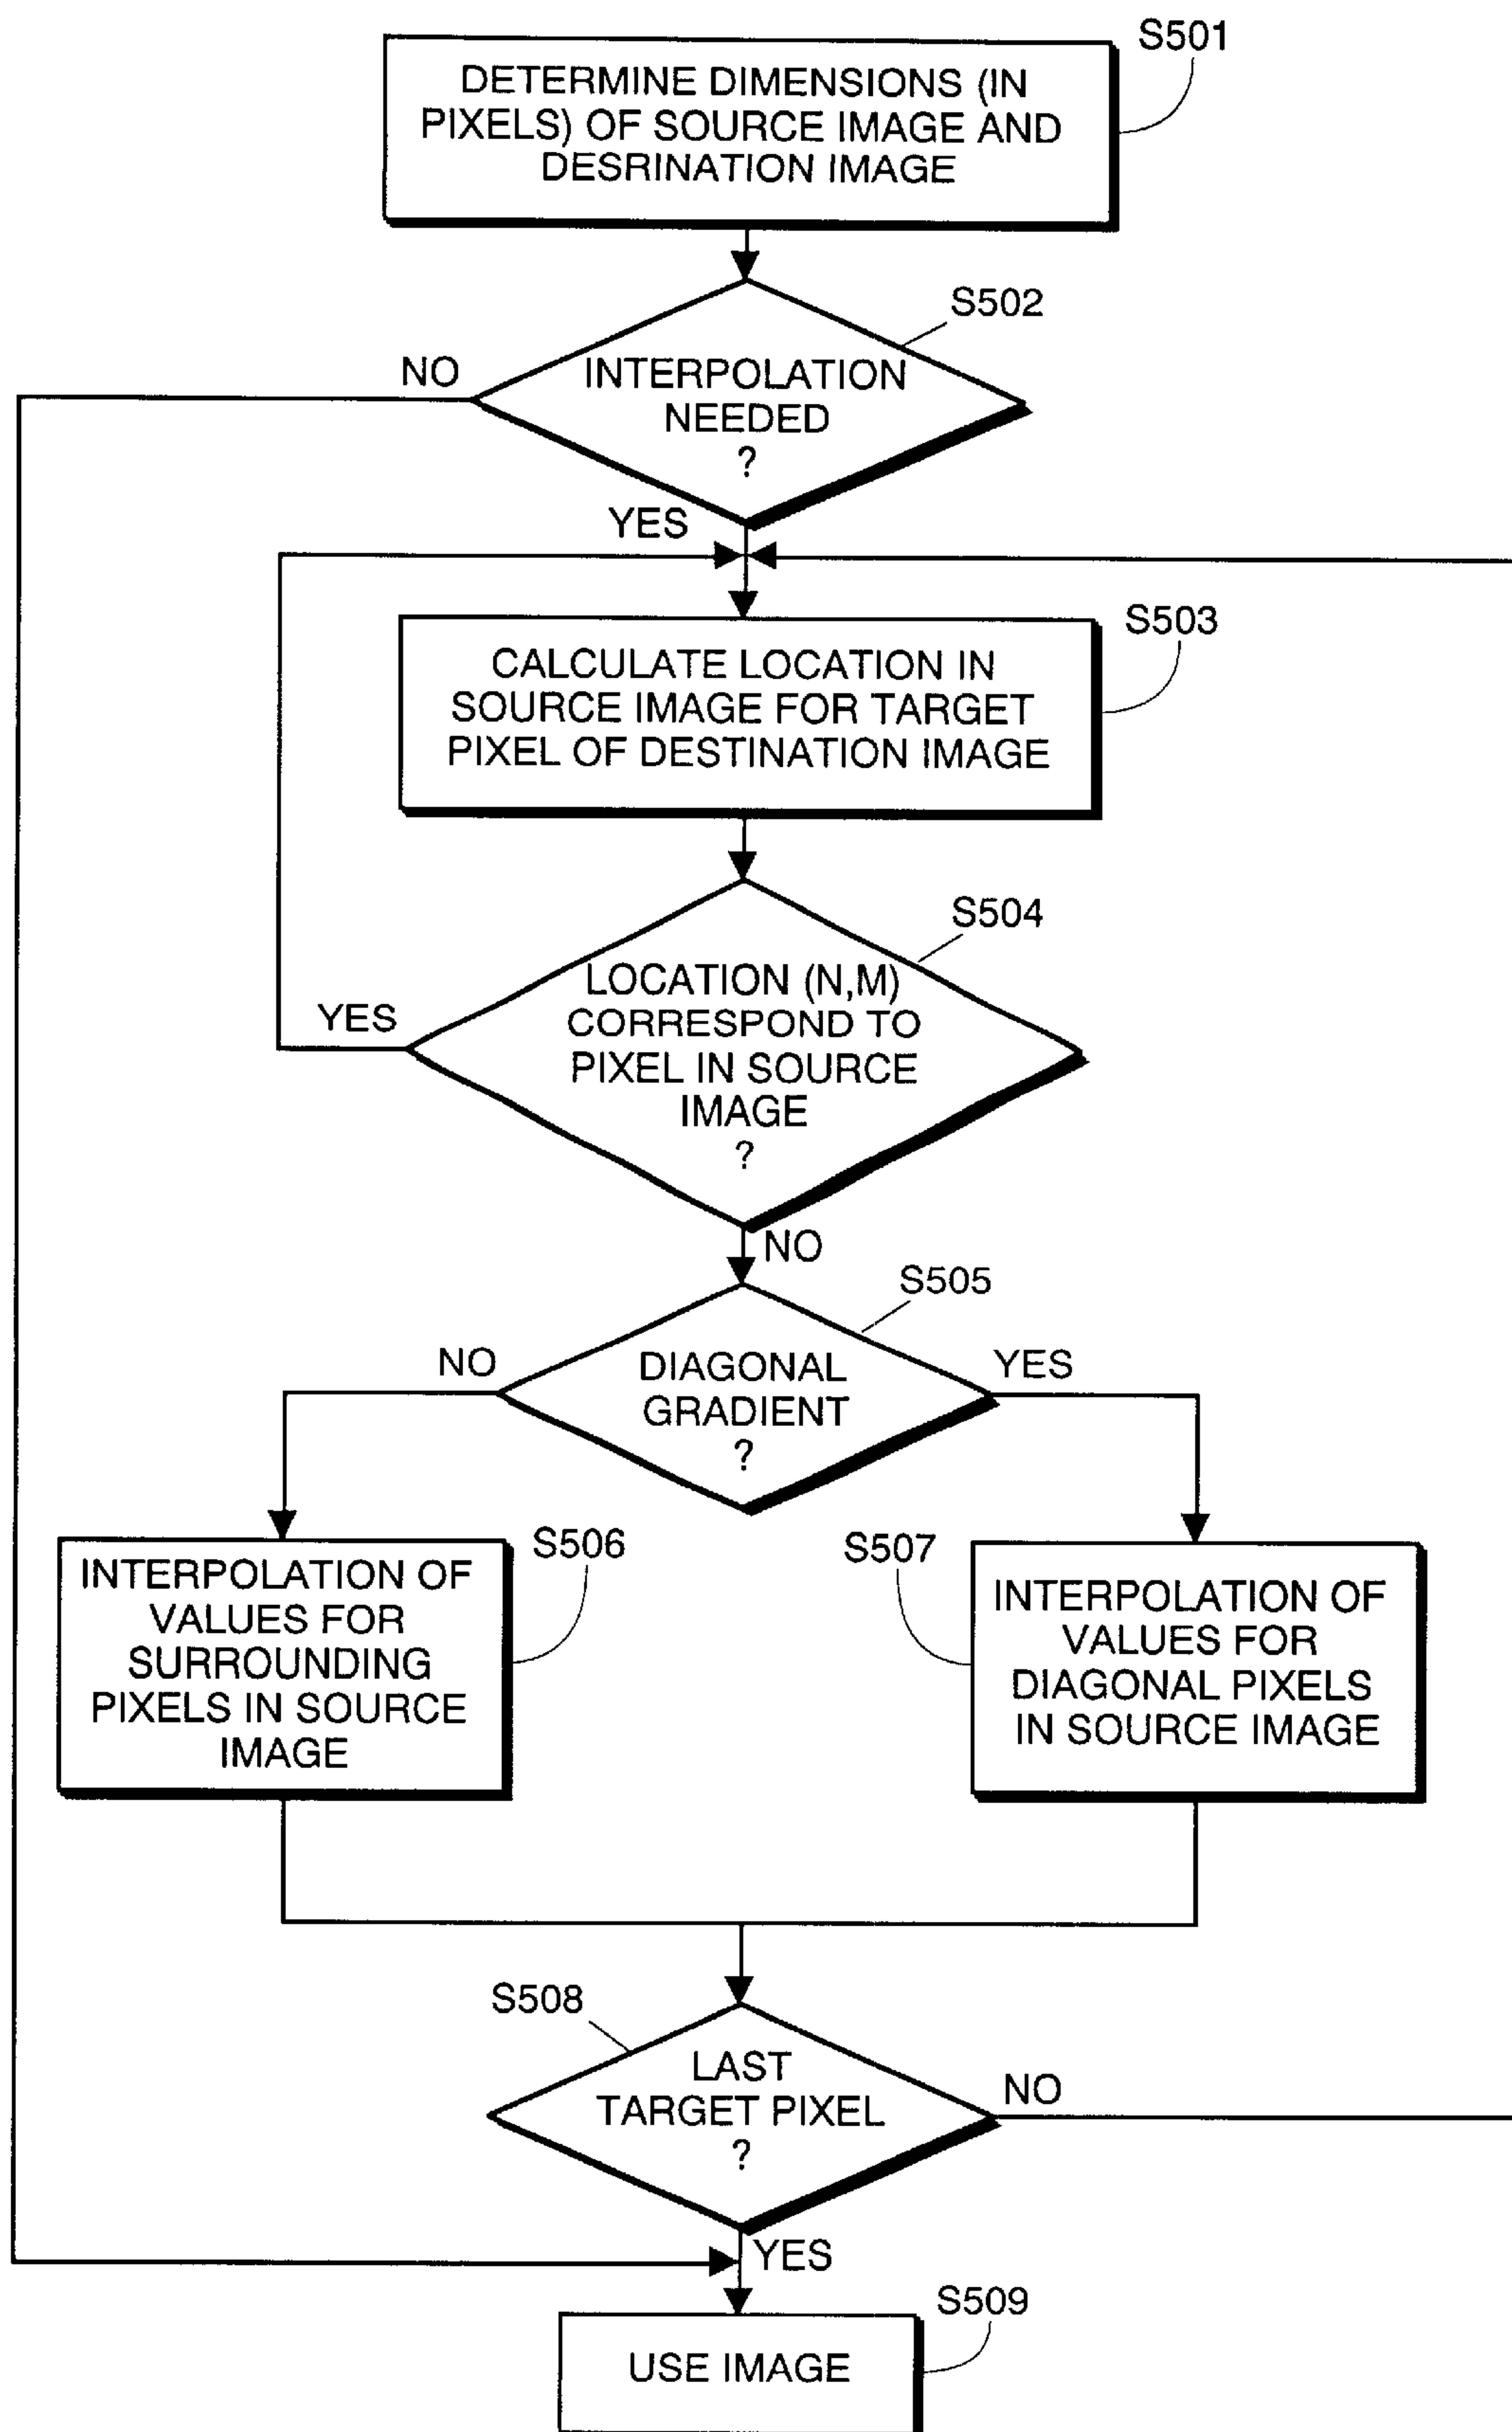 S501
DETERMINE DIMENSIONS (IN
PIXELS) OF SOURCE IMAGE AND
DESRINATION IMAGE
S502
NO
INTERPOLATION
NEEDED
?
YES
S503
CALCULATE LOCATION IN
SOURCE IMAGE FOR TARGET
PIXEL OF DESTINATION IMAGE
S504
LOCATION (N,M)
CORRESPOND TO
PIXEL IN SOURCE
IMAGE
?
YES
NO
S505
NO
DIAGONAL
GRADIENT
?
YES
S506
INTERPOLATION OF
VALUES FOR
SURROUNDING
PIXELS IN SOURCE
IMAGE
S507
INTERPOLATION OF
VALUES FOR
DIAGONAL PIXELS
IN SOURCE IMAGE
S508
LAST
TARGET PIXEL
?
NO
YES
S509
USE IMAGE